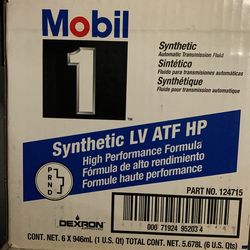 Mobil
1
Synthetic
Automatic Transmission Fluid
Sintético
Fluido para transmisiones automáticas
Synthétique
Fluide pour transmission automatique
Synthetic LV ATF HP
High Performance Formula
Fórmula de alto rendimiento
Formule haute performance
P
R
N
D
PART NO. 124715
DEXRON
000 71924 95203 4
CONT. NET. 6 X 946mL (1 U.S. Qt) TOTAL CONT. NET. 5.678L (6 U.S. Qts)